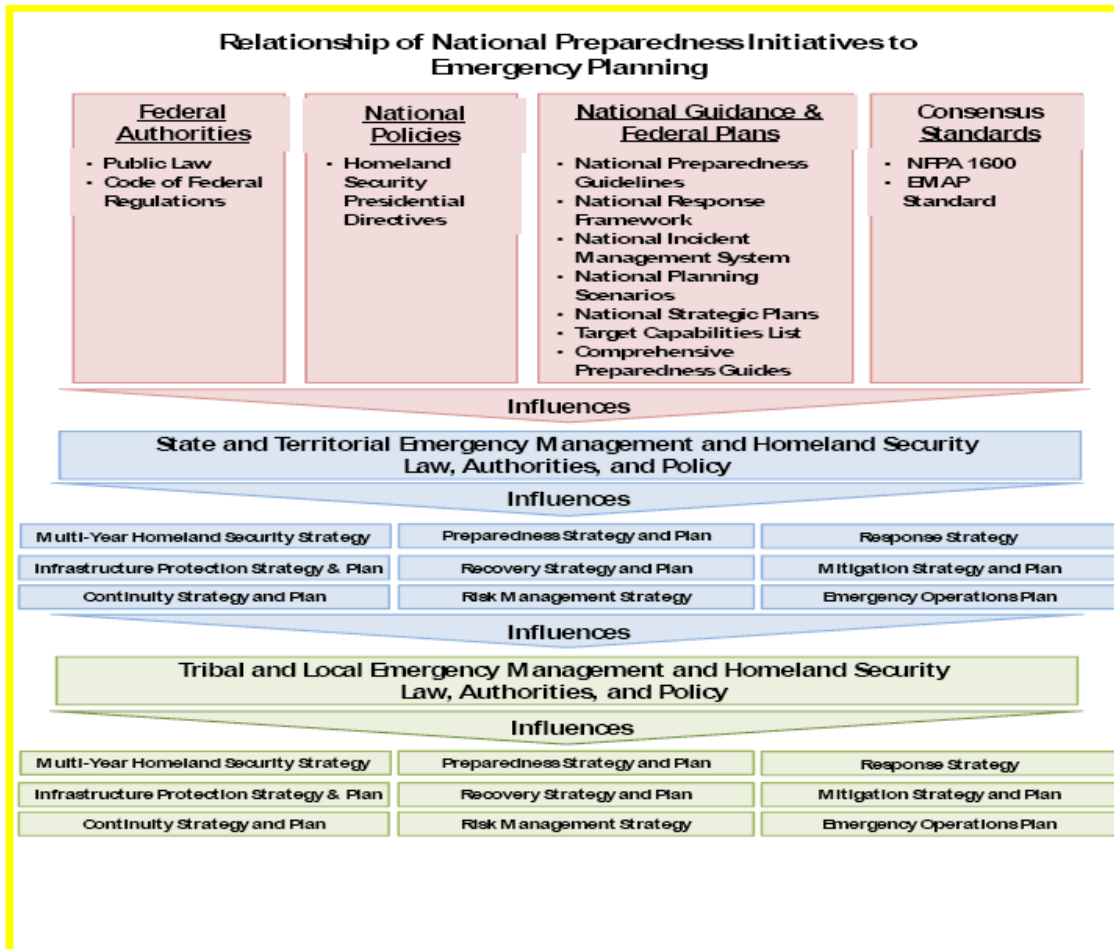 Relationship of National Preparedness Initiatives to
Emergency Planning
Federal
Authorities
• Public Law
• Code of Federal
Regulations
National
Policies
• Homeland
Security
Presidential
Directives
National Guidance &
Federal Plans
• National Preparedness
Guidelines
• National Response
Framework
• National Incident
Management System
• National Planning
Scenarios
• National Strategic Plans
• Target Capabilities List
• Comprehensive
Preparedness Guides
Consensus
Standards
• NFPA 1600
• EMAP
Standard
Influences
State and Territorial Emergency Management and Homeland Security
Law, Authorities, and Policy
Influences
Multi-Year Homeland Security Strategy
Preparedness Strategy and Plan
Response Strategy
Infrastructure Protection Strategy & Plan
Recovery Strategy and Plan
Mitigation Strategy and Plan
Continuity Strategy and Plan
Risk Management Strategy
Emergency Operations Plan
Influences
Tribal and Local Emergency Management and Homeland Security
Law, Authorities, and Policy
Influences
Multi-Year Homeland Security Strategy
Preparedness Strategy and Plan
Response Strategy
Infrastructure Protection Strategy & Plan
Recovery Strategy and Plan
Mitigation Strategy and Plan
Continuity Strategy and Plan
Risk Management Strategy
Emergency Operations Plan